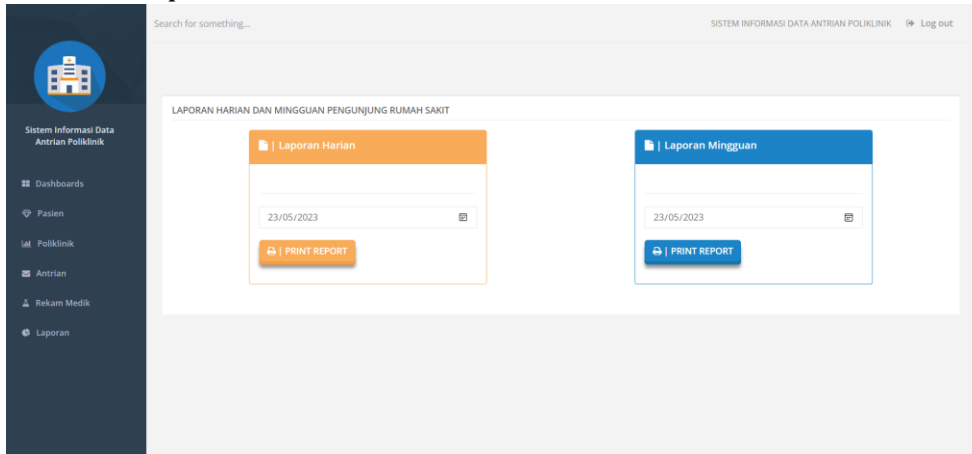 Search for something...
SISTEM INFORMASI DATA ANTRIAN POLIKLINIK
Log out
Sistem Informasi Data
Antrian Poliklinik
Dashboards
Pasien
Poliklinik
Antrian
Rekam Medik
Laporan
LAPORAN HARIAN DAN MINGGUAN PENGUNJUNG RUMAH SAKIT
| Laporan Harian
23/05/2023
| PRINT REPORT
| Laporan Mingguan
23/05/2023
| PRINT REPORT